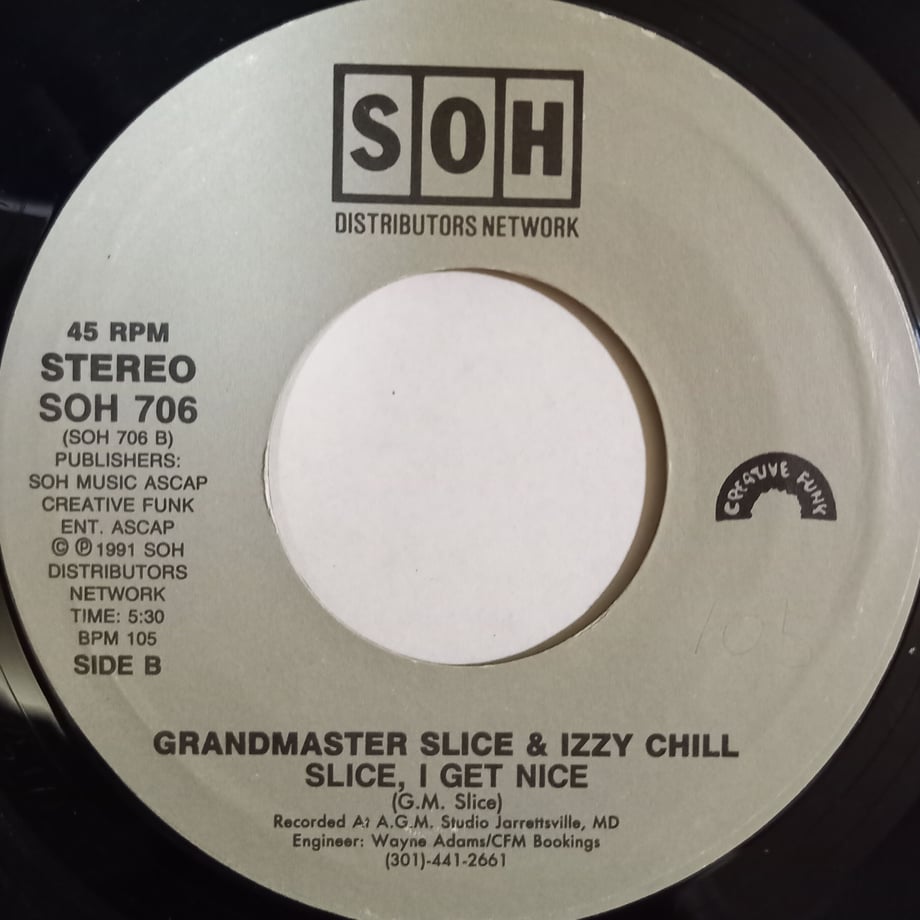 SOH
DISTRIBUTORS NETWORK
45 RPM
STEREO
SOH 706
(SOH 706 B)
PUBLISHERS:
SOH MUSIC ASCAP
CREATIVE FUNK
ENT. ASCAP
© ℗ 1991 SOH
DISTRIBUTORS
NETWORK
TIME: 5:30
BPM 105
SIDE B
CREATIVE FUNK
GRANDMASTER SLICE & IZZY CHILL
SLICE, I GET NICE
(G.M. Slice)
Recorded At A.G.M. Studio Jarrettsville, MD
Engineer: Wayne Adams/CFM Bookings
(301)-441-2661